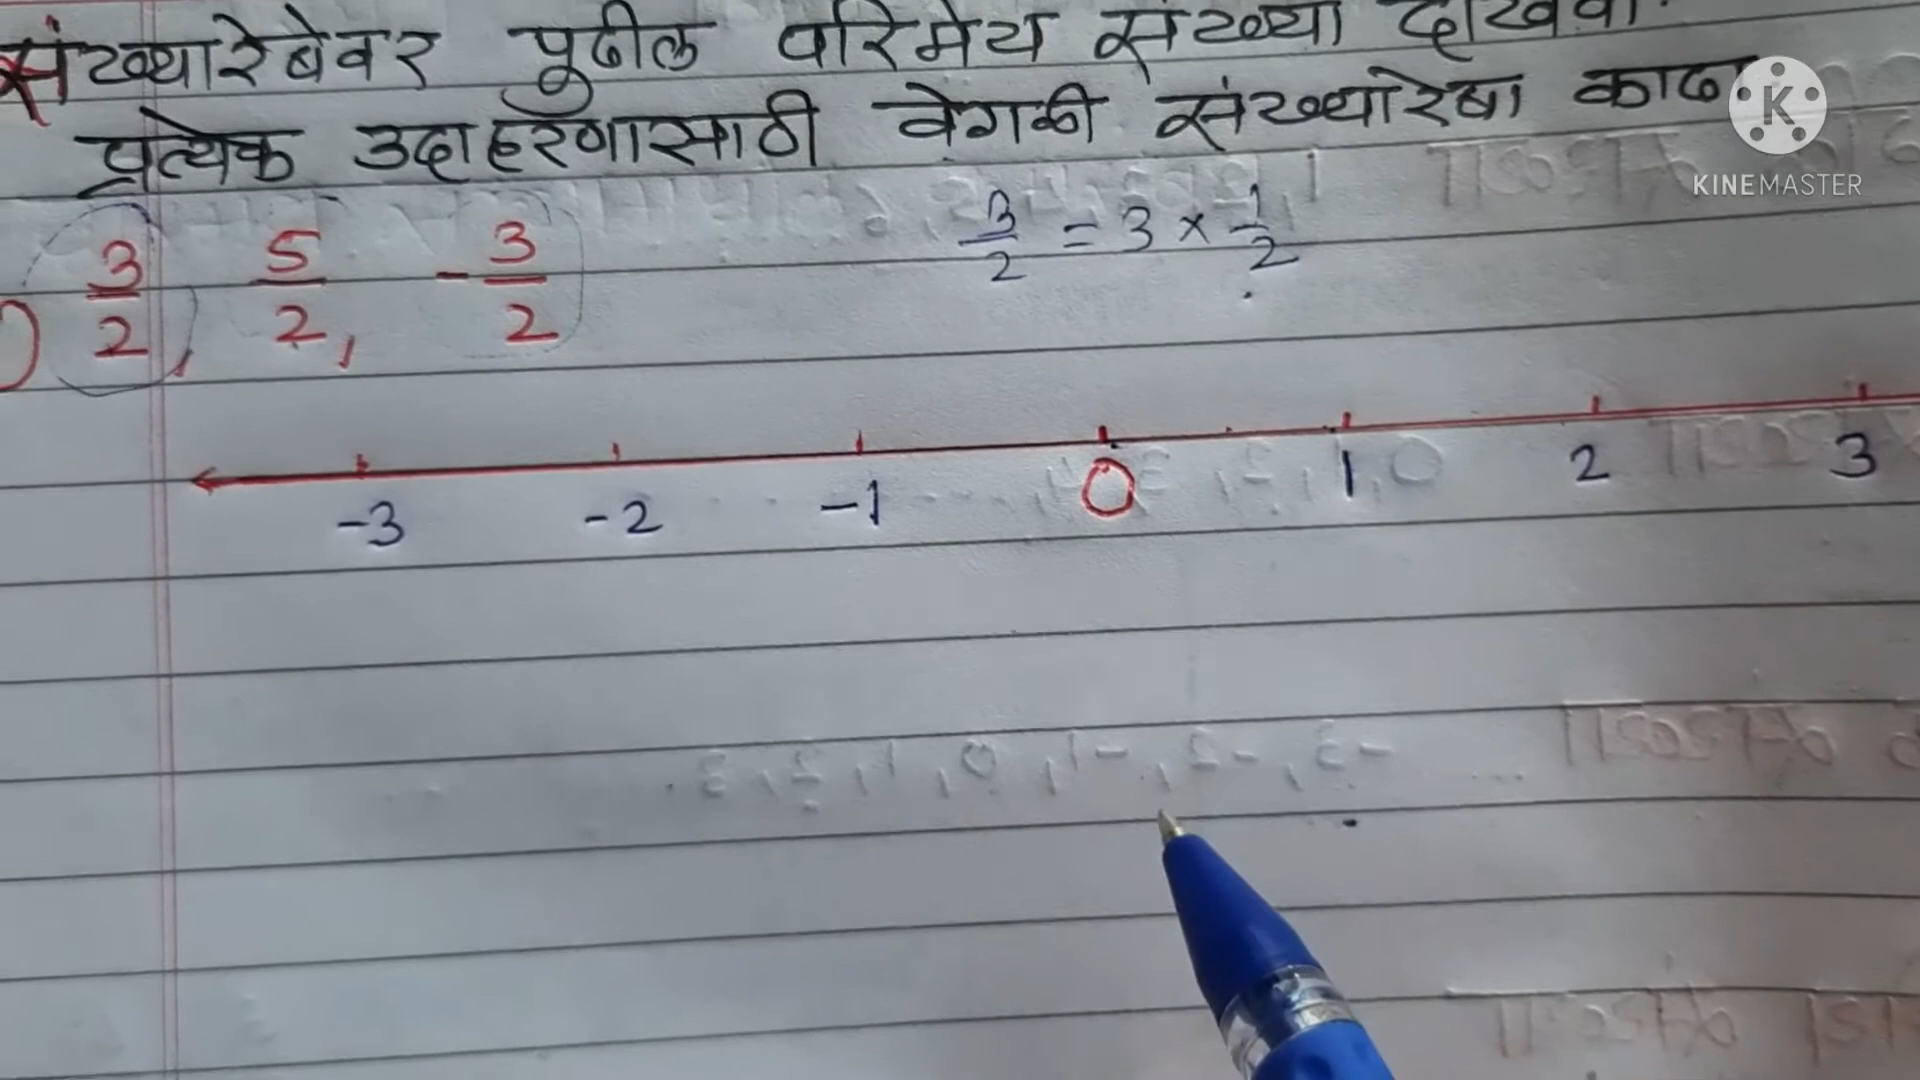 संख्यारेषेवर पुढील परिमेय संख्या दाखवा.
प्रत्येक उदाहरणासाठी वेगळी संख्यारेषा काढा.
K
KINEMASTER
) 3/2, 5/2, -3/2
3/2 = 3 × 1/2
-3 -2 -1 0 1 2 3